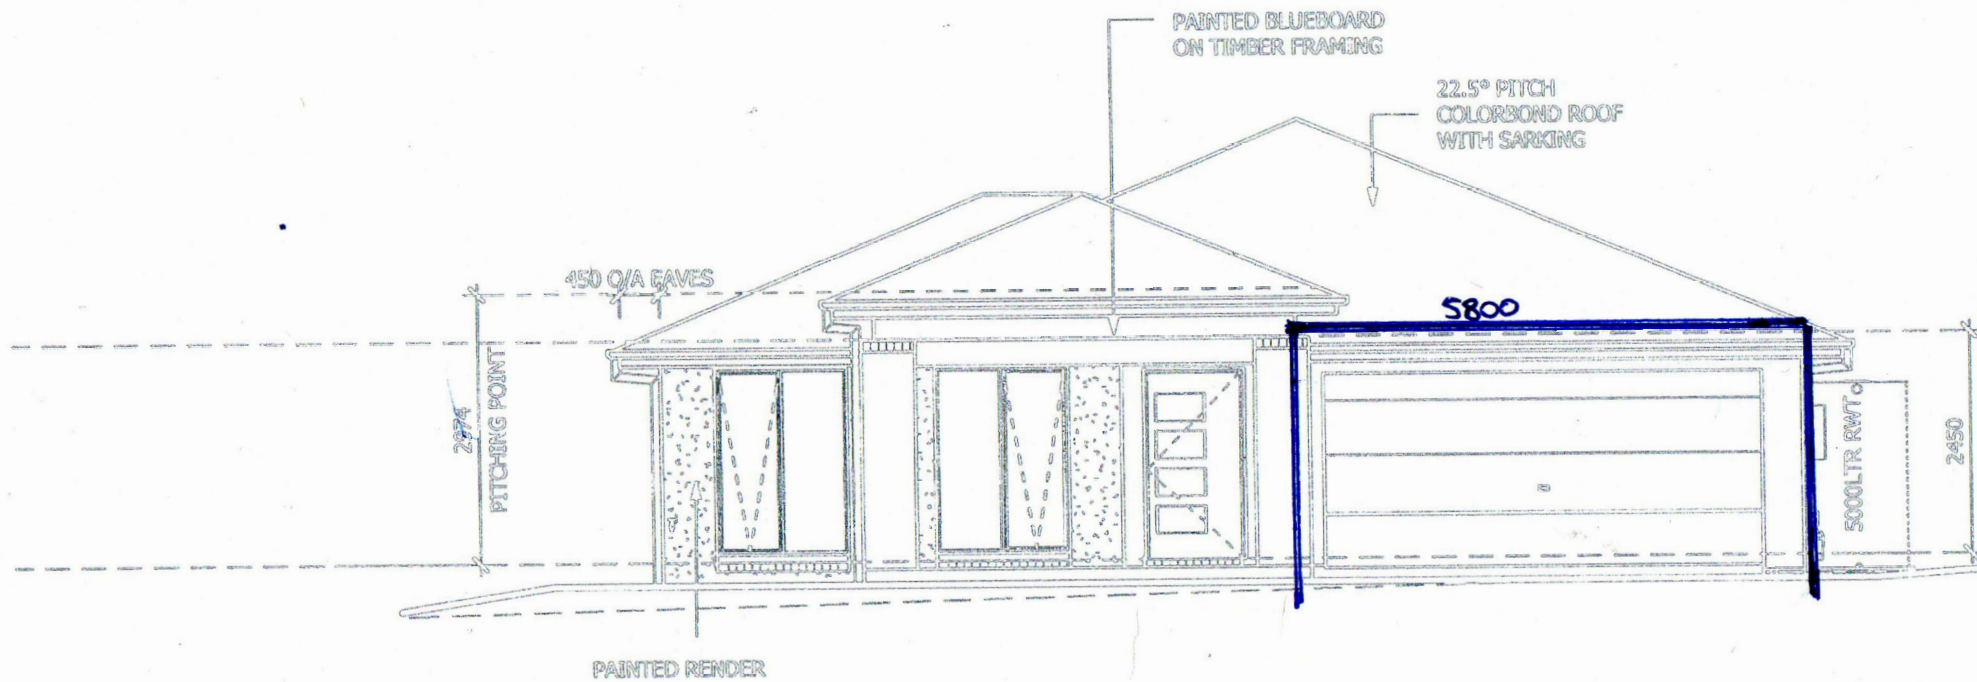 PAINTED BLUEBOARD
ON TIMBER FRAMING
22.5° PITCH
COLORBOND ROOF
WITH SARKING
450 O/A EAVES
5800
PITCHING POINT
5000LTR RWT
2450
PAINTED RENDER